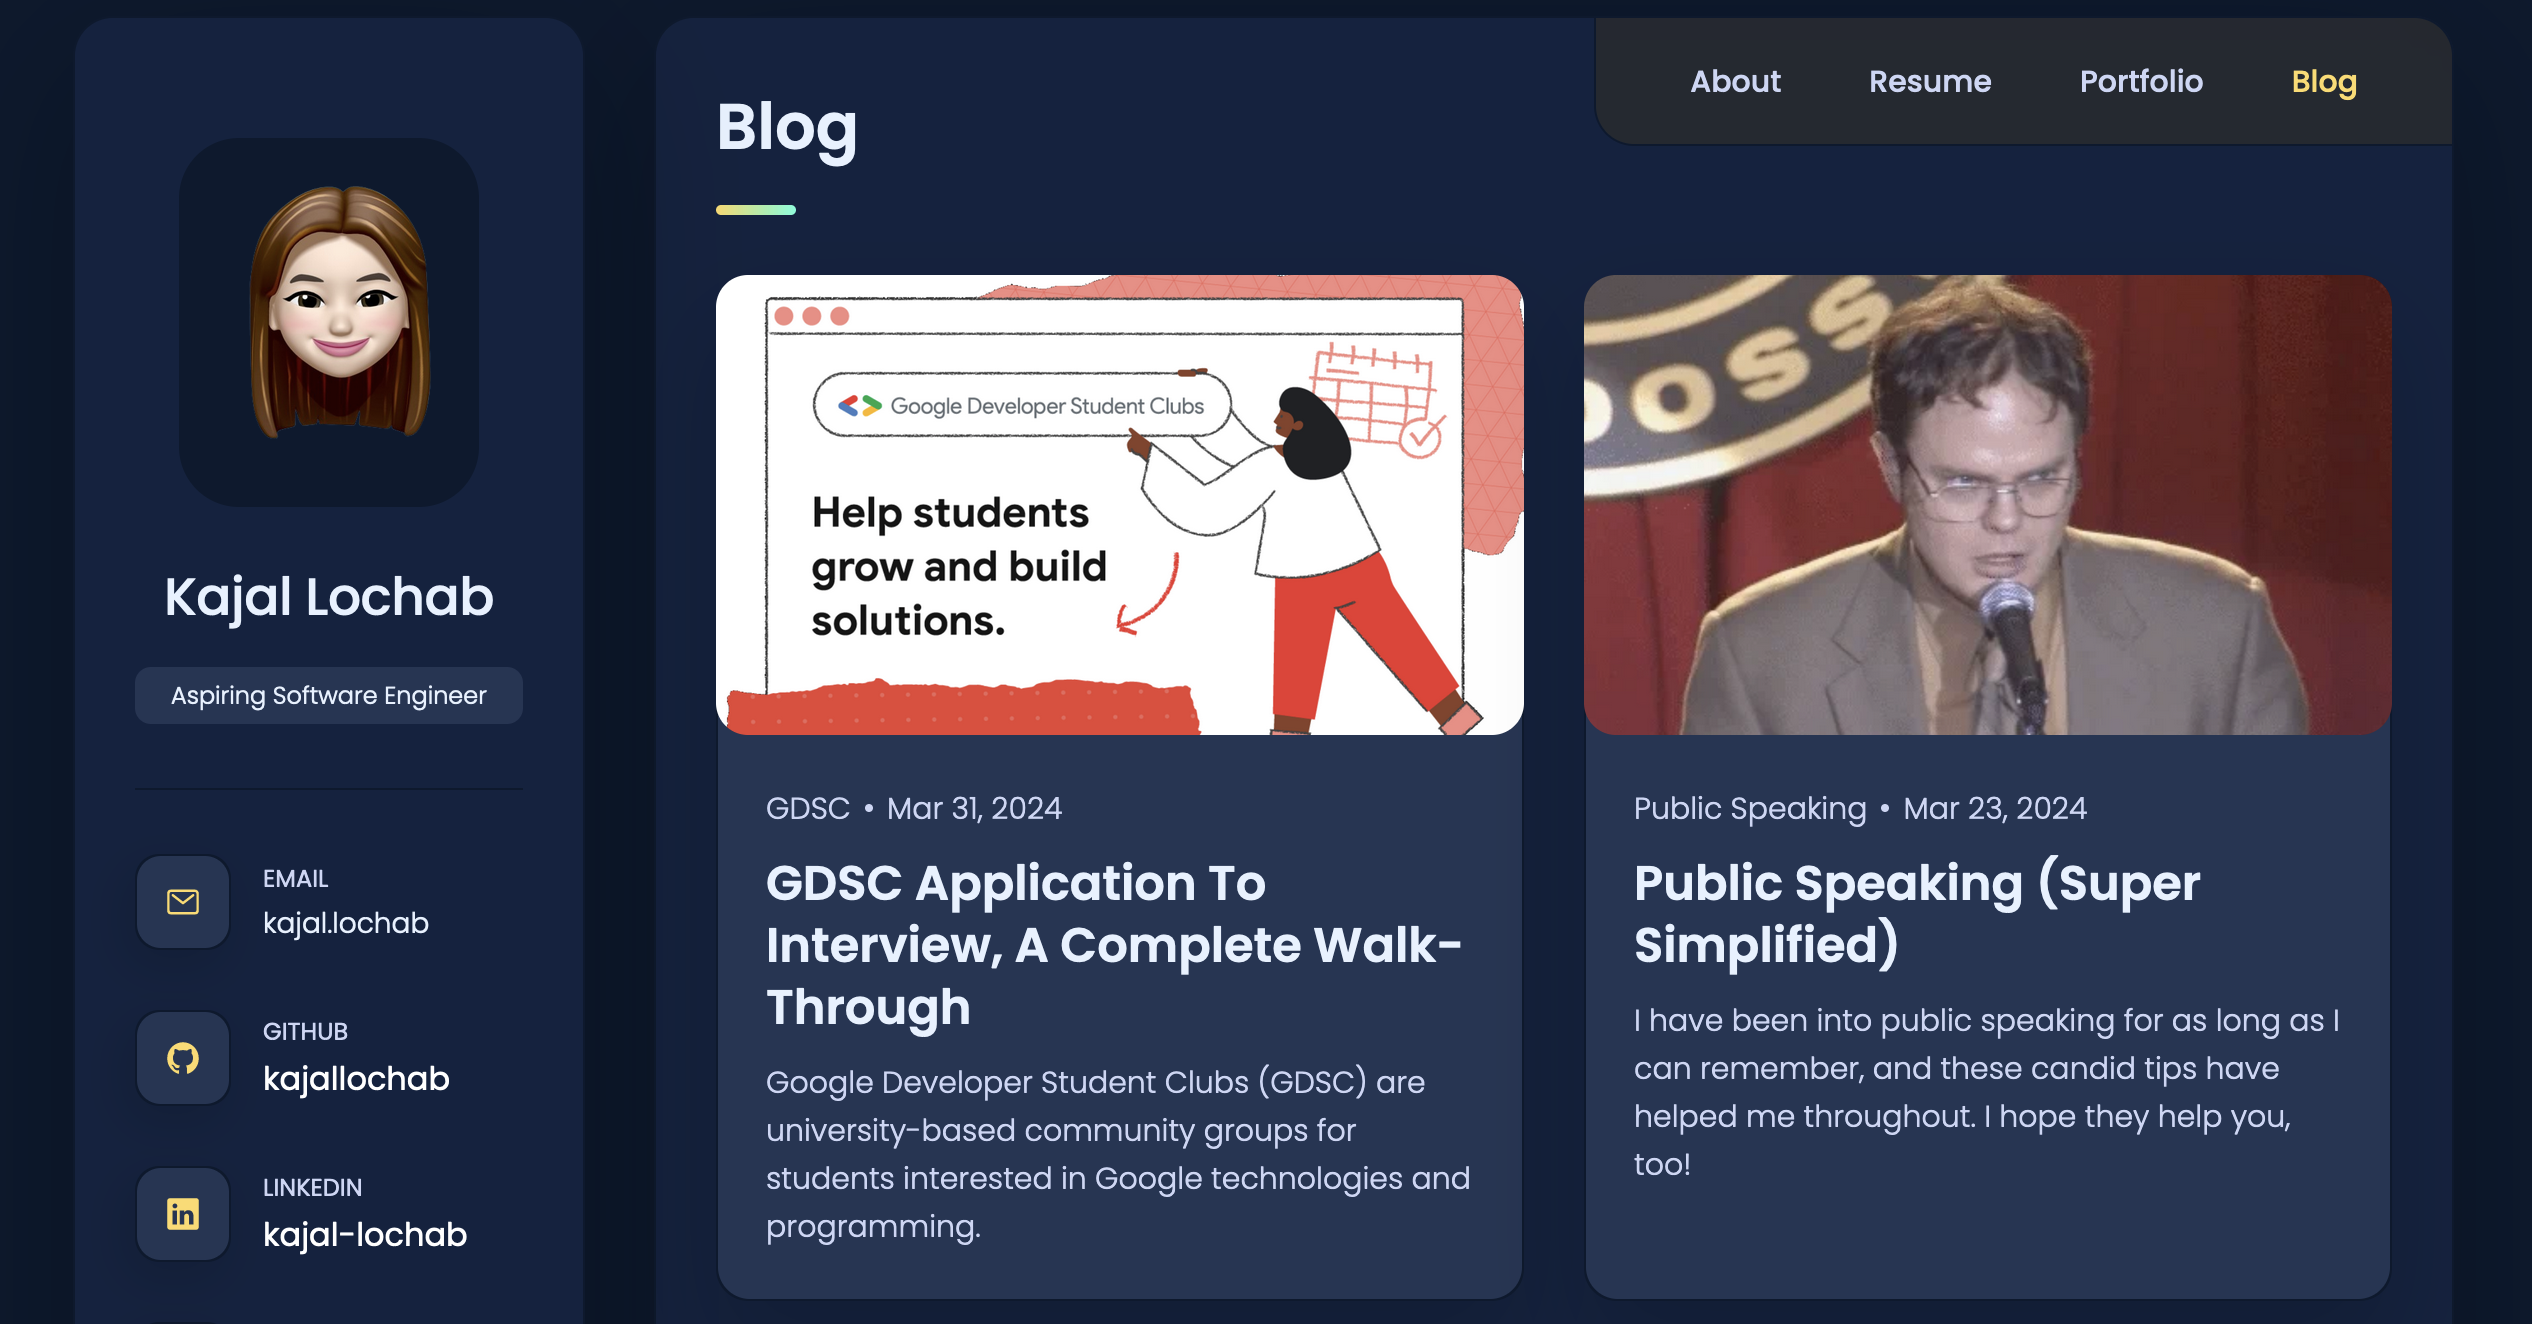 Kajal Lochab
Aspiring Software Engineer
EMAIL
kajal.lochab
GITHUB
kajallochab
LINKEDIN
kajal-lochab
About
Resume
Portfolio
Blog
Blog
Google Developer Student Clubs
Help students
grow and build
solutions.
GDSC • Mar 31, 2024
GDSC Application To
Interview, A Complete Walk-
Through
Google Developer Student Clubs (GDSC) are
university-based community groups for
students interested in Google technologies and
programming.
Public Speaking • Mar 23, 2024
Public Speaking (Super
Simplified)
I have been into public speaking for as long as I
can remember, and these candid tips have
helped me throughout. I hope they help you,
too!